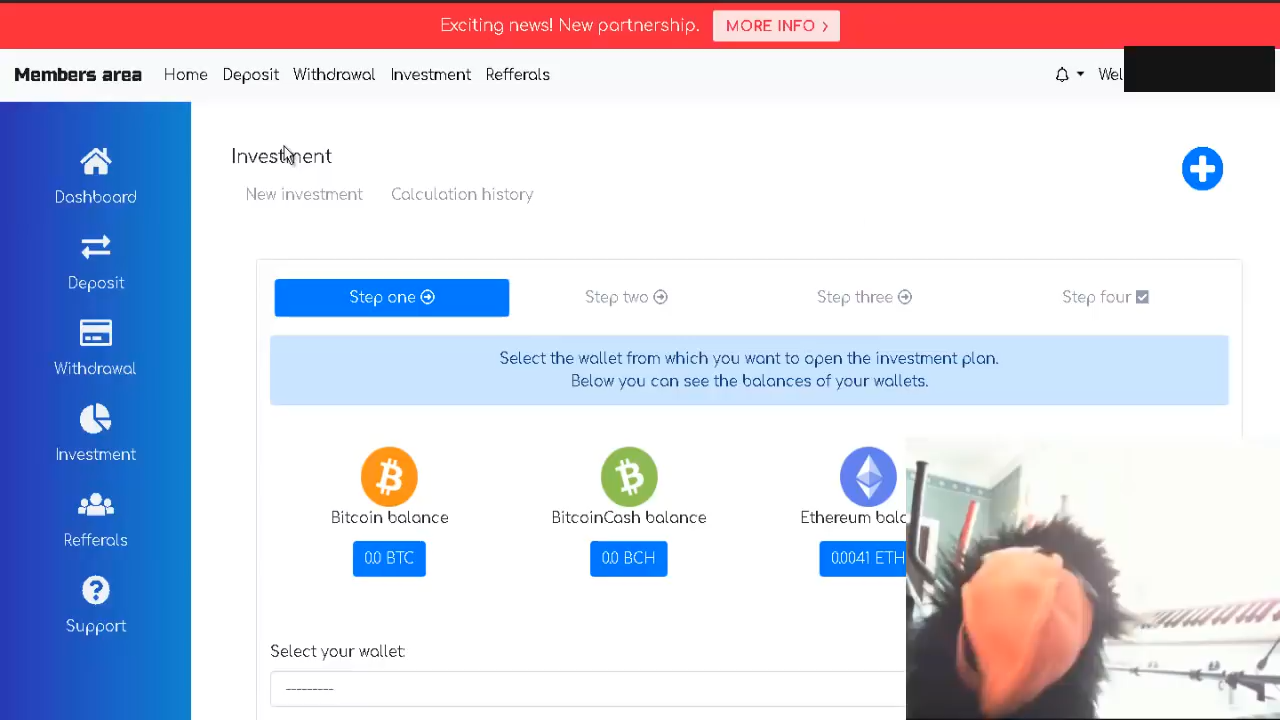 Exciting news! New partnership. MORE INFO
Members area Home Deposit Withdrawal Investment Refferals Wel
Dashboard
Deposit
Withdrawal
Investment
Refferals
Support
Investment
New investment Calculation history
Step one Step two Step three Step four
Select the wallet from which you want to open the investment plan.
Below you can see the balances of your wallets.
Bitcoin balance BitcoinCash balance Ethereum bala
0.0 BTC 0.0 BCH 0.0041 ETH
Select your wallet:
---------